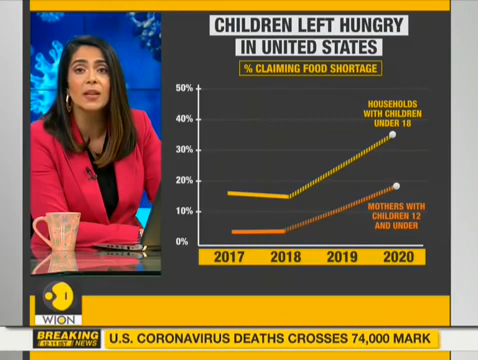 CHILDREN LEFT HUNGRY
IN UNITED STATES
% CLAIMING FOOD SHORTAGE
50%
40%
30%
20%
10%
0%
HOUSEHOLDS
WITH CHILDREN
UNDER 18
MOTHERS WITH
CHILDREN 12
AND UNDER
2017 2018 2019 2020
WION
BREAKING
NEWS
U.S. CORONAVIRUS DEATHS CROSSES 74,000 MARK